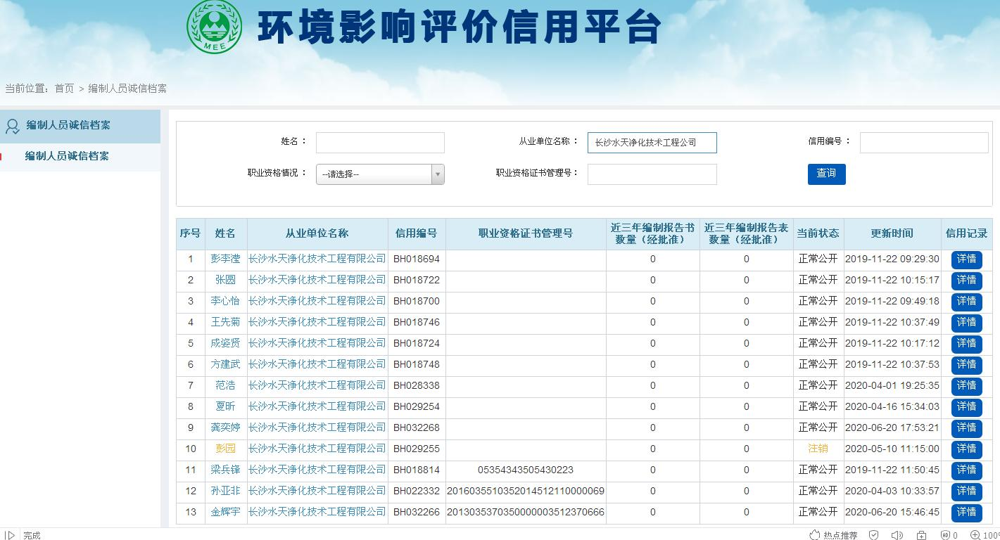 MEE
环境影响评价信用平台
当前位置：首页 > 编制人员诚信档案
编制人员诚信档案
编制人员诚信档案
姓名： 从业单位名称： 长沙水天净化技术工程公司 信用编号：
职业资格情况： --请选择-- 职业资格证书管理号： 查询
序号 姓名 从业单位名称 信用编号 职业资格证书管理号 近三年编制报告书数量（经批准） 近三年编制报告表数量（经批准） 当前状态 更新时间 信用记录
1 彭李滢 长沙水天净化技术工程有限公司 BH018694 0 0 正常公开 2019-11-22 09:29:30 详情
2 张圆 长沙水天净化技术工程有限公司 BH018722 0 0 正常公开 2019-11-22 10:15:17 详情
3 李心怡 长沙水天净化技术工程有限公司 BH018700 0 0 正常公开 2019-11-22 09:49:18 详情
4 王先菊 长沙水天净化技术工程有限公司 BH018746 0 0 正常公开 2019-11-22 10:37:49 详情
5 成姿贤 长沙水天净化技术工程有限公司 BH018724 0 0 正常公开 2019-11-22 10:17:12 详情
6 方建武 长沙水天净化技术工程有限公司 BH018748 0 0 正常公开 2019-11-22 10:37:53 详情
7 范浩 长沙水天净化技术工程有限公司 BH028338 0 0 正常公开 2020-04-01 19:25:35 详情
8 夏昕 长沙水天净化技术工程有限公司 BH029254 0 0 正常公开 2020-04-16 15:34:03 详情
9 龚奕婷 长沙水天净化技术工程有限公司 BH032268 0 0 正常公开 2020-06-20 17:53:21 详情
10 彭园 长沙水天净化技术工程有限公司 BH029255 0 0 注销 2020-05-10 11:15:00 详情
11 梁兵锋 长沙水天净化技术工程有限公司 BH018814 05354343505430223 0 0 正常公开 2019-11-22 11:50:45 详情
12 孙亚非 长沙水天净化技术工程有限公司 BH022332 2016035510352014512110000069 0 0 正常公开 2020-04-03 10:33:57 详情
13 金辉宇 长沙水天净化技术工程有限公司 BH032266 2013035370350000003512370666 0 0 正常公开 2020-06-20 15:46:45 详情
完成 热点推荐 0 100%